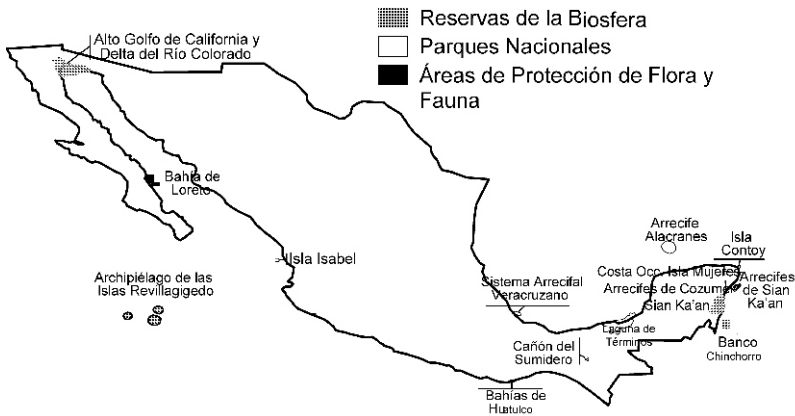 Reservas de la Biosfera
Parques Nacionales
Áreas de Protección de Flora y
Fauna
Alto Golfo de California y
Delta del Río Colorado
Bahía de
Loreto
Isla Isabel
Archipiélago de las
Islas Revillagigedo
Arrecife
Alacranes
Isla
Contoy
Costa Occ. Isla Mujeres
Arrecifes de Cozumel
Arrecifes
de Sian
Ka'an
Sian Ka'an
Sistema Arrecifal
Veracruzano
Laguna de
Términos
Cañón del
Sumidero
Banco
Chinchorro
Bahías de
Huatulco